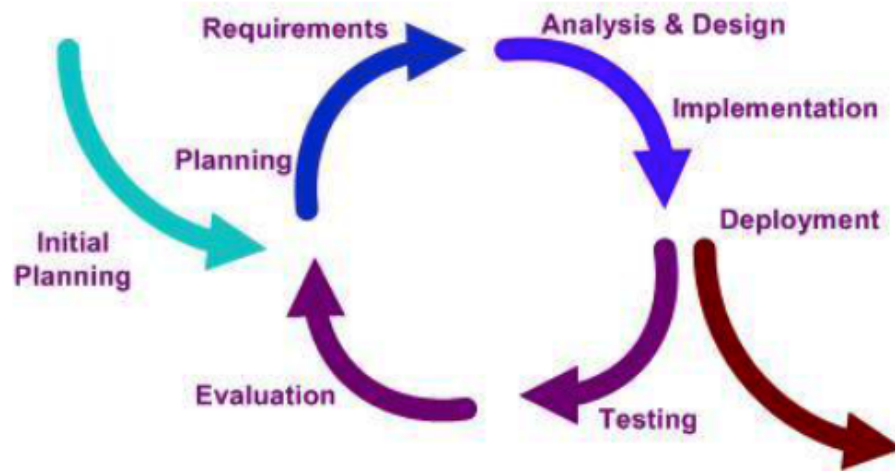 Requirements
Analysis & Design
Implementation
Planning
Deployment
Initial
Planning
Evaluation
Testing